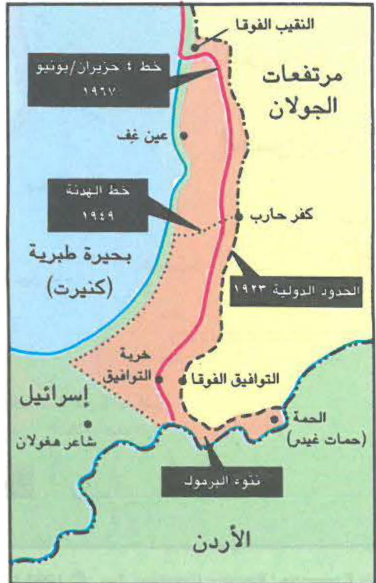 النقيب الفوقا
خط ٤ حزيران/يونيو
١٩٦٧
مرتفعات
الجولان
عين غف
خط الهدنة
١٩٤٩
كفر حارب
بحيرة طبرية
(كنيرت)
الحدود الدولية ١٩٢٣
خربة
التوافيق
التوافيق الفوقا
إسرائيل
شاعر هغولان
الحمة
(حمات غيدر)
نتوء اليرموك
الأردن